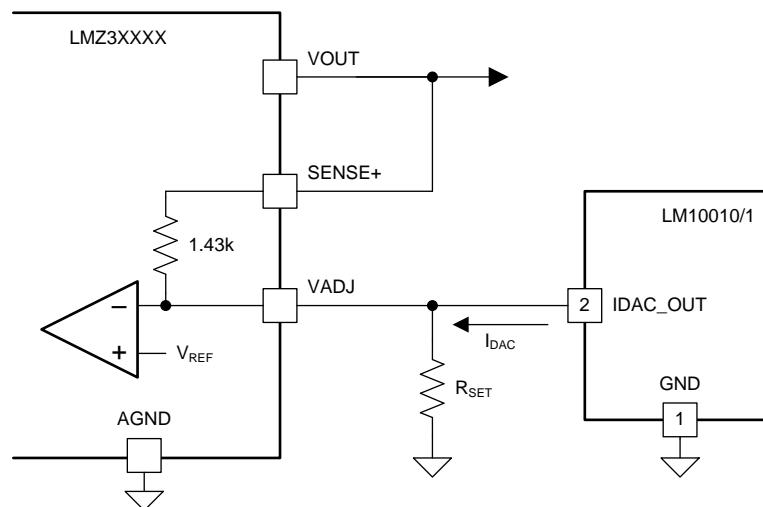 LMZ3XXXX
VOUT
SENSE+
LM10010/1
1.43k
VADJ
−
2
IDAC_OUT
+
VREF
IDAC
RSET
GND
AGND
1